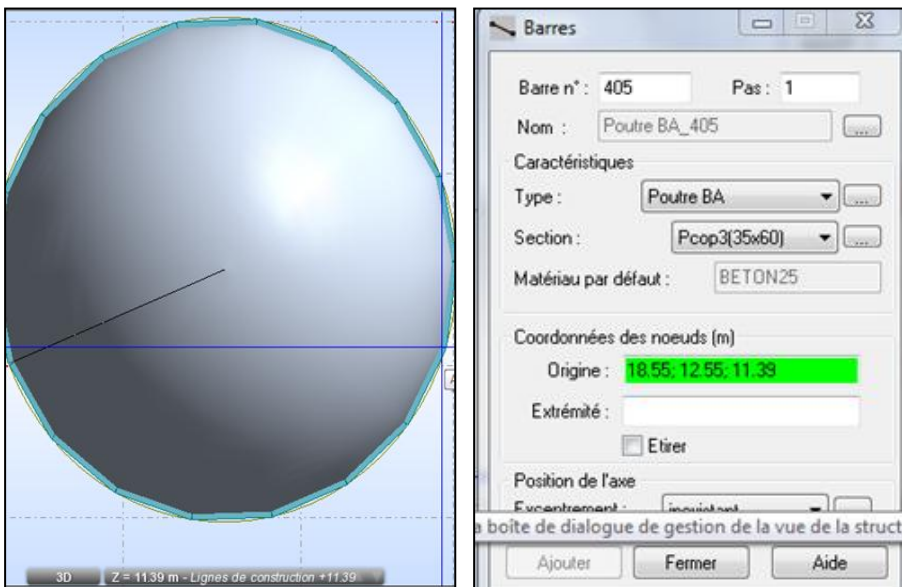 3D Z = 11.39 m - Lignes de construction +11.39
Barres
Barre n° : 405 Pas : 1
Nom : Poutre BA_405 ...
Caractéristiques
Type : Poutre BA ...
Section : Pcop3(35x60) ...
Matériau par défaut : BETON25
Coordonnées des noeuds (m)
Origine : 18.55; 12.55; 11.39
Extrémité :
Etirer
Position de l'axe
Excentrement : inexistant
a boîte de dialogue de gestion de la vue de la struct
Ajouter Fermer Aide